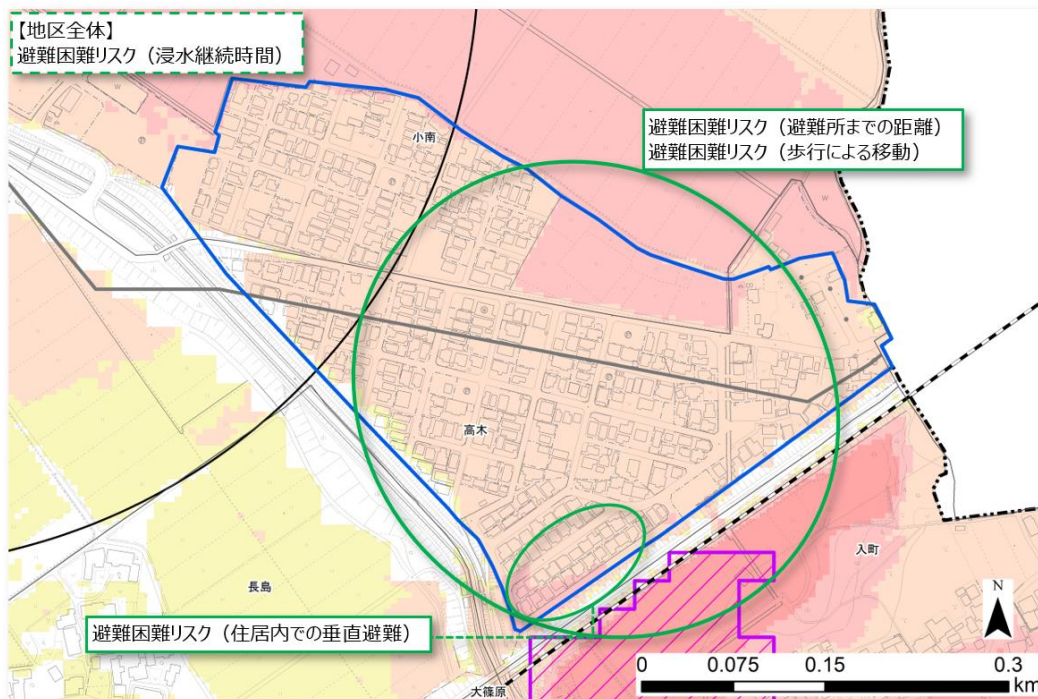 【地区全体】
避難困難リスク（浸水継続時間）
避難困難リスク（避難所までの距離）
避難困難リスク（歩行による移動）
小南
高木
入町
長島
避難困難リスク（住居内での垂直避難）
大篠原
N
0 0.075 0.15 0.3
km